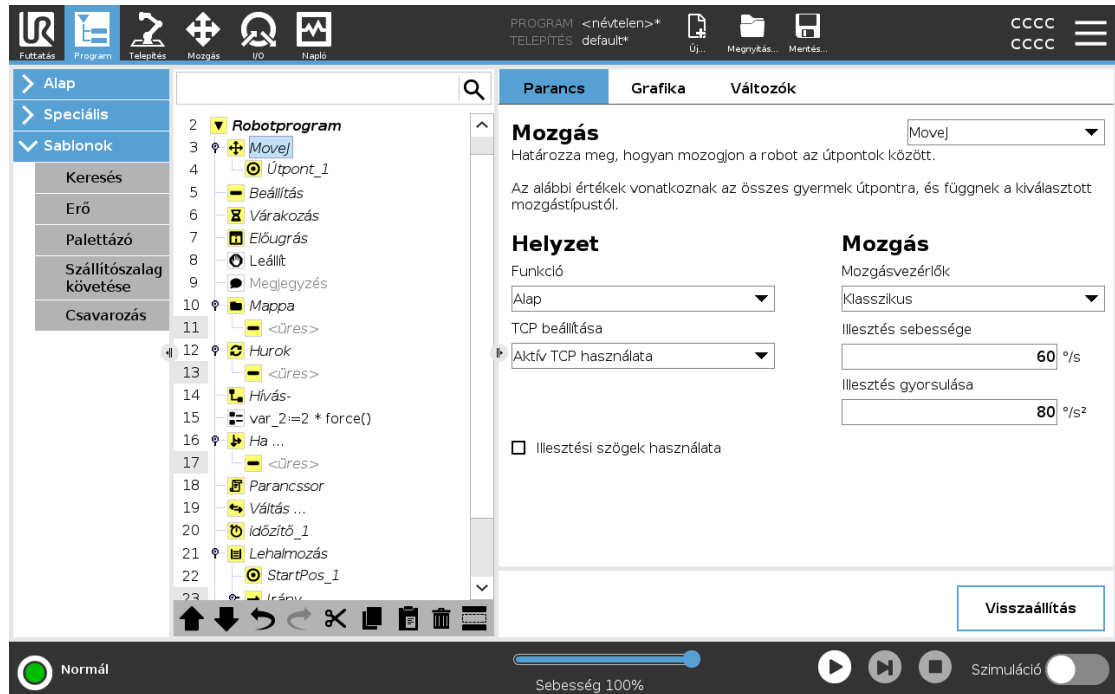 Futtatás
Program
Telepítés
Mozgás
I/O
Napló
PROGRAM <névtelen>*
TELEPÍTÉS default*
Új...
Megnyitás...
Mentés...
CCCC
CCCC
Alap
Speciális
Sablonok
Keresés
Erő
Palettázó
Szállítószalag
követése
Csavarozás
2 Robotprogram
3 MoveJ
4 Útpont_1
5 Beállítás
6 Várakozás
7 Előugrás
8 Leállít
9 Megjegyzés
10 Mappa
11 <üres>
12 Hurok
13 <üres>
14 Hívás-
15 var_2:=2 * force()
16 Ha ...
17 <üres>
18 Parancssor
19 Váltás ...
20 időzítő_1
21 Lehalmozás
22 StartPos_1
23 Irány
Parancs
Grafika
Változók
Mozgás
MoveJ
Határozza meg, hogyan mozogjon a robot az útpontok között.
Az alábbi értékek vonatkoznak az összes gyermek útpontra, és függnek a kiválasztott
mozgástípustól.
Helyzet
Funkció
Alap
TCP beállítása
Aktív TCP használata
Illesztési szögek használata
Mozgás
Mozgásvezérlők
Klasszikus
Illesztés sebessége
60 °/s
Illesztés gyorsulása
80 °/s²
Visszaállítás
Normál
Sebesség 100%
Szimuláció